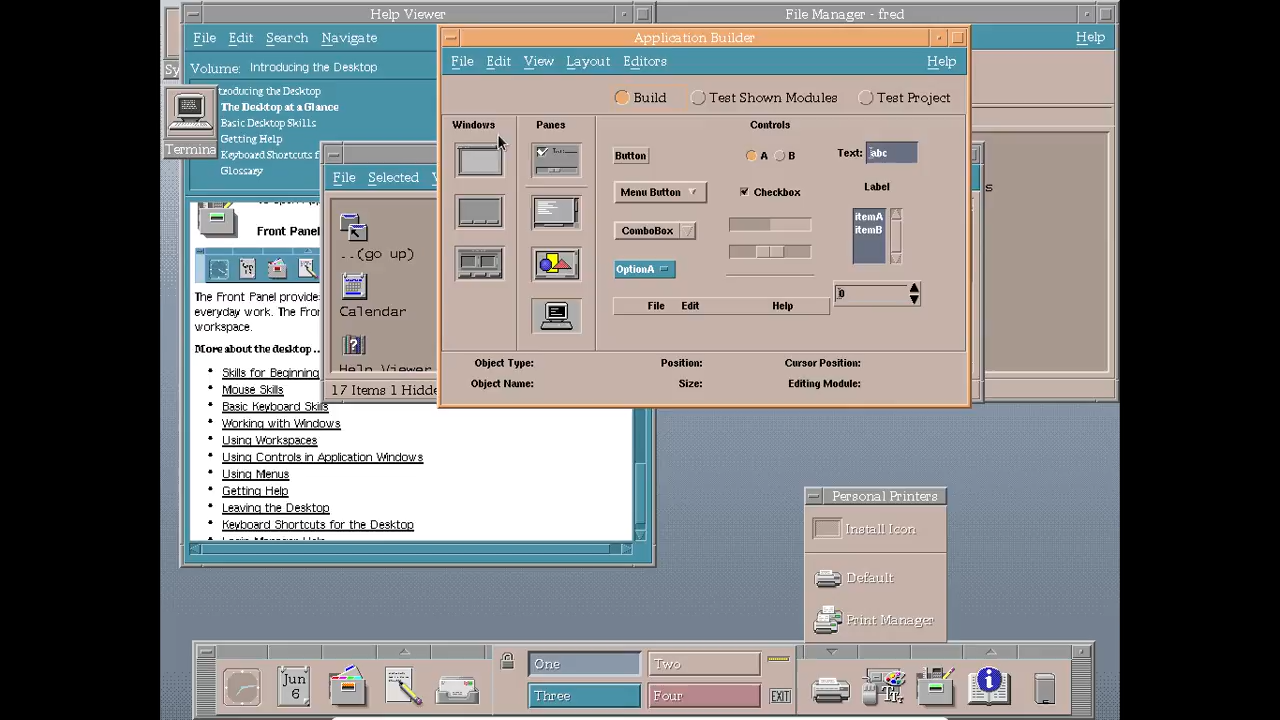 Help Viewer
File Edit Search Navigate
Volume: Introducing the Desktop
troducing the Desktop
The Desktop at a Glance
Basic Desktop Skills
Getting Help
Keyboard Shortcuts f
Glossary
Front Panel
The Front Panel provide
everyday work. The Fron
workspace.
More about the desktop ...
Skills for Beginning
Mouse Skills
Basic Keyboard Skills
Working with Windows
Using Workspaces
Using Controls in Application Windows
Using Menus
Getting Help
Leaving the Desktop
Keyboard Shortcuts for the Desktop
Login Manager Help
Sy
Termina
File Manager - fred
Help
File Selected
..(go up)
Calendar
Help Viewer
17 Items 1 Hidde
Application Builder
File Edit View Layout Editors Help
Build Test Shown Modules Test Project
Windows Panes Controls
Button A B Text: abc
Menu Button Checkbox Label
ComboBox itemA
itemB
OptionA
0
File Edit Help
Object Type: Position: Cursor Position:
Object Name: Size: Editing Module:
Personal Printers
Install Icon
Default
Print Manager
Jun
6
One Two
Three Four EXIT